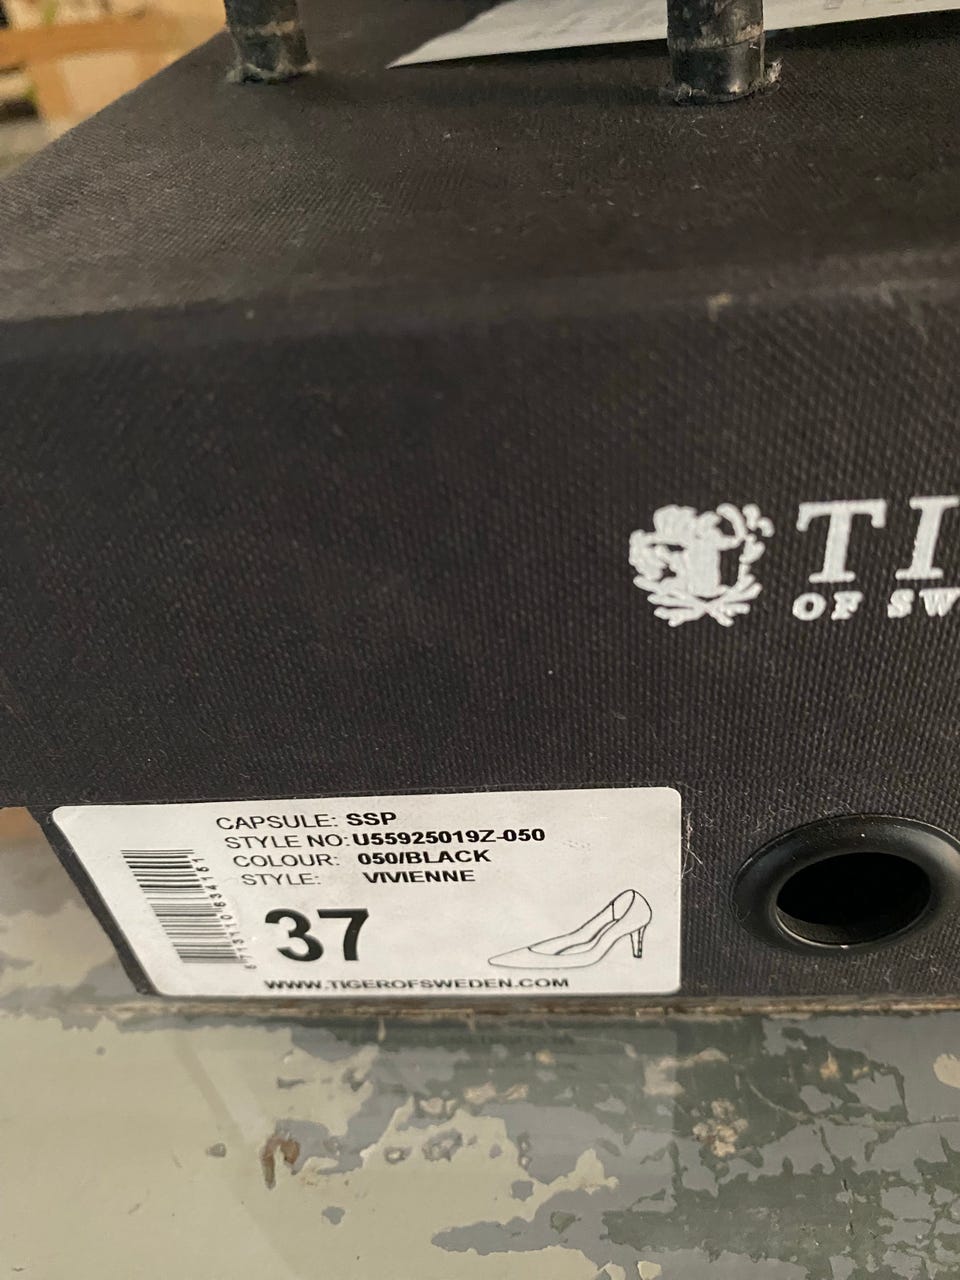 TI
OF SW
CAPSULE: SSP
STYLE NO: U55925019Z-050
COLOUR: 050/BLACK
STYLE: VIVIENNE
37
WWW.TIGEROFSWEDEN.COM